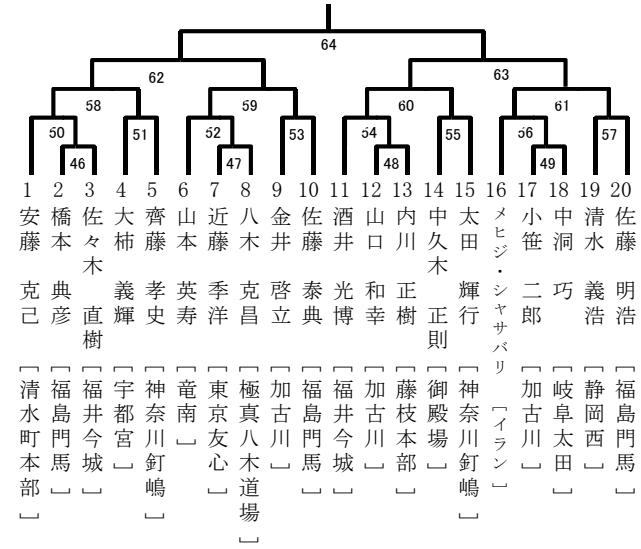 64
62
63
58
59
60
61
50
51
52
53
54
55
56
57
46
47
48
49
1 安藤 克己 [清水町本部]
2 橋本 典彦 [福島門馬]
3 佐々木 直樹 [福井今城]
4 大柿 義輝 [宇都宮]
5 齊藤 孝史 [神奈川釘嶋]
6 山本 英寿 [竜南]
7 近藤 季洋 [東京友心]
8 八木 克昌 [極真八木道場]
9 金井 啓立 [加古川]
10 佐藤 泰典 [福島門馬]
11 酒井 光博 [福井今城]
12 山口 和幸 [加古川]
13 内川 正樹 [藤枝本部]
14 中久木 正則 [御殿場]
15 太田 輝行 [神奈川釘嶋]
16 メヒジ・シャサバリ [イラン]
17 小笹 二郎 [加古川]
18 中洞 巧 [岐阜太田]
19 清水 義浩 [静岡西]
20 佐藤 明浩 [福島門馬]